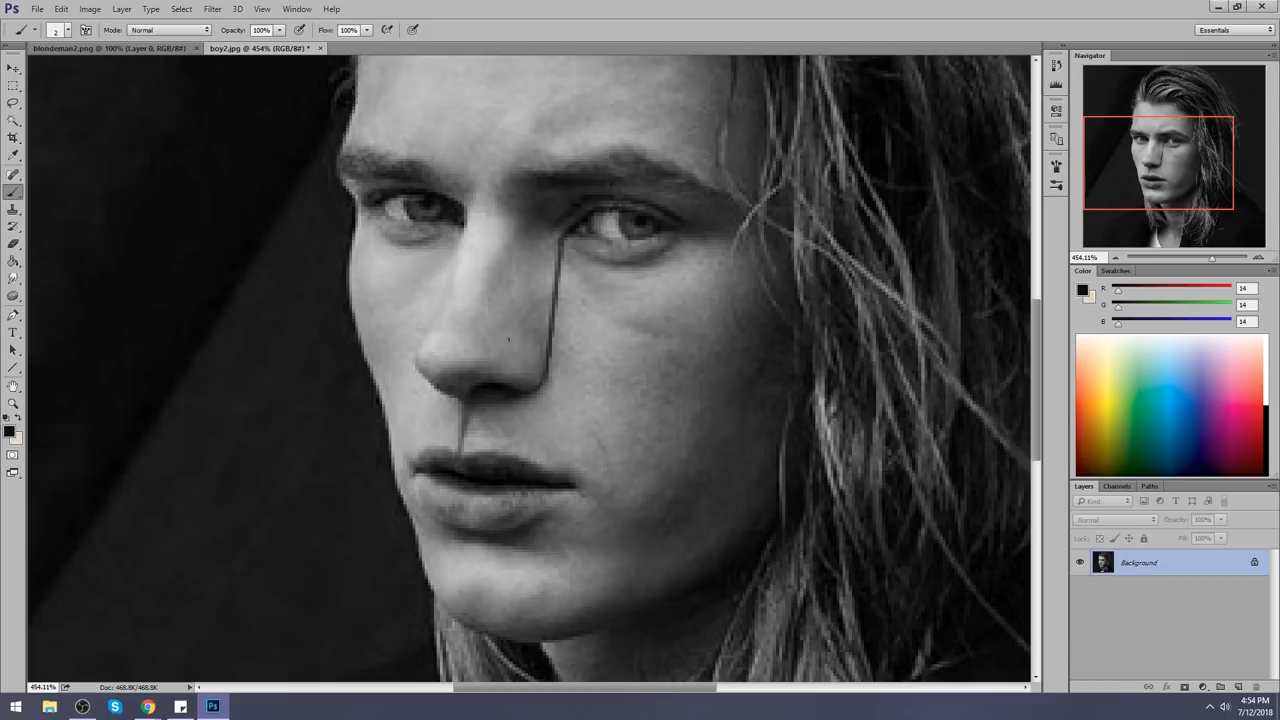 Ps File Edit Image Layer Type Select Filter 3D View Window Help
2 Mode: Normal Opacity: 100% Flow: 100% Essentials
blondeman2.png @ 100% (Layer 0, RGB/8#) × boy2.jpg @ 454% (RGB/8#) * ×
Navigator
454.11%
Color Swatches
R 14
G 14
B 14
Layers Channels Paths
Kind
Normal Opacity: 100%
Lock: Fill: 100%
Background
454.11% Doc: 468.8K/468.8K
4:54 PM
7/12/2018